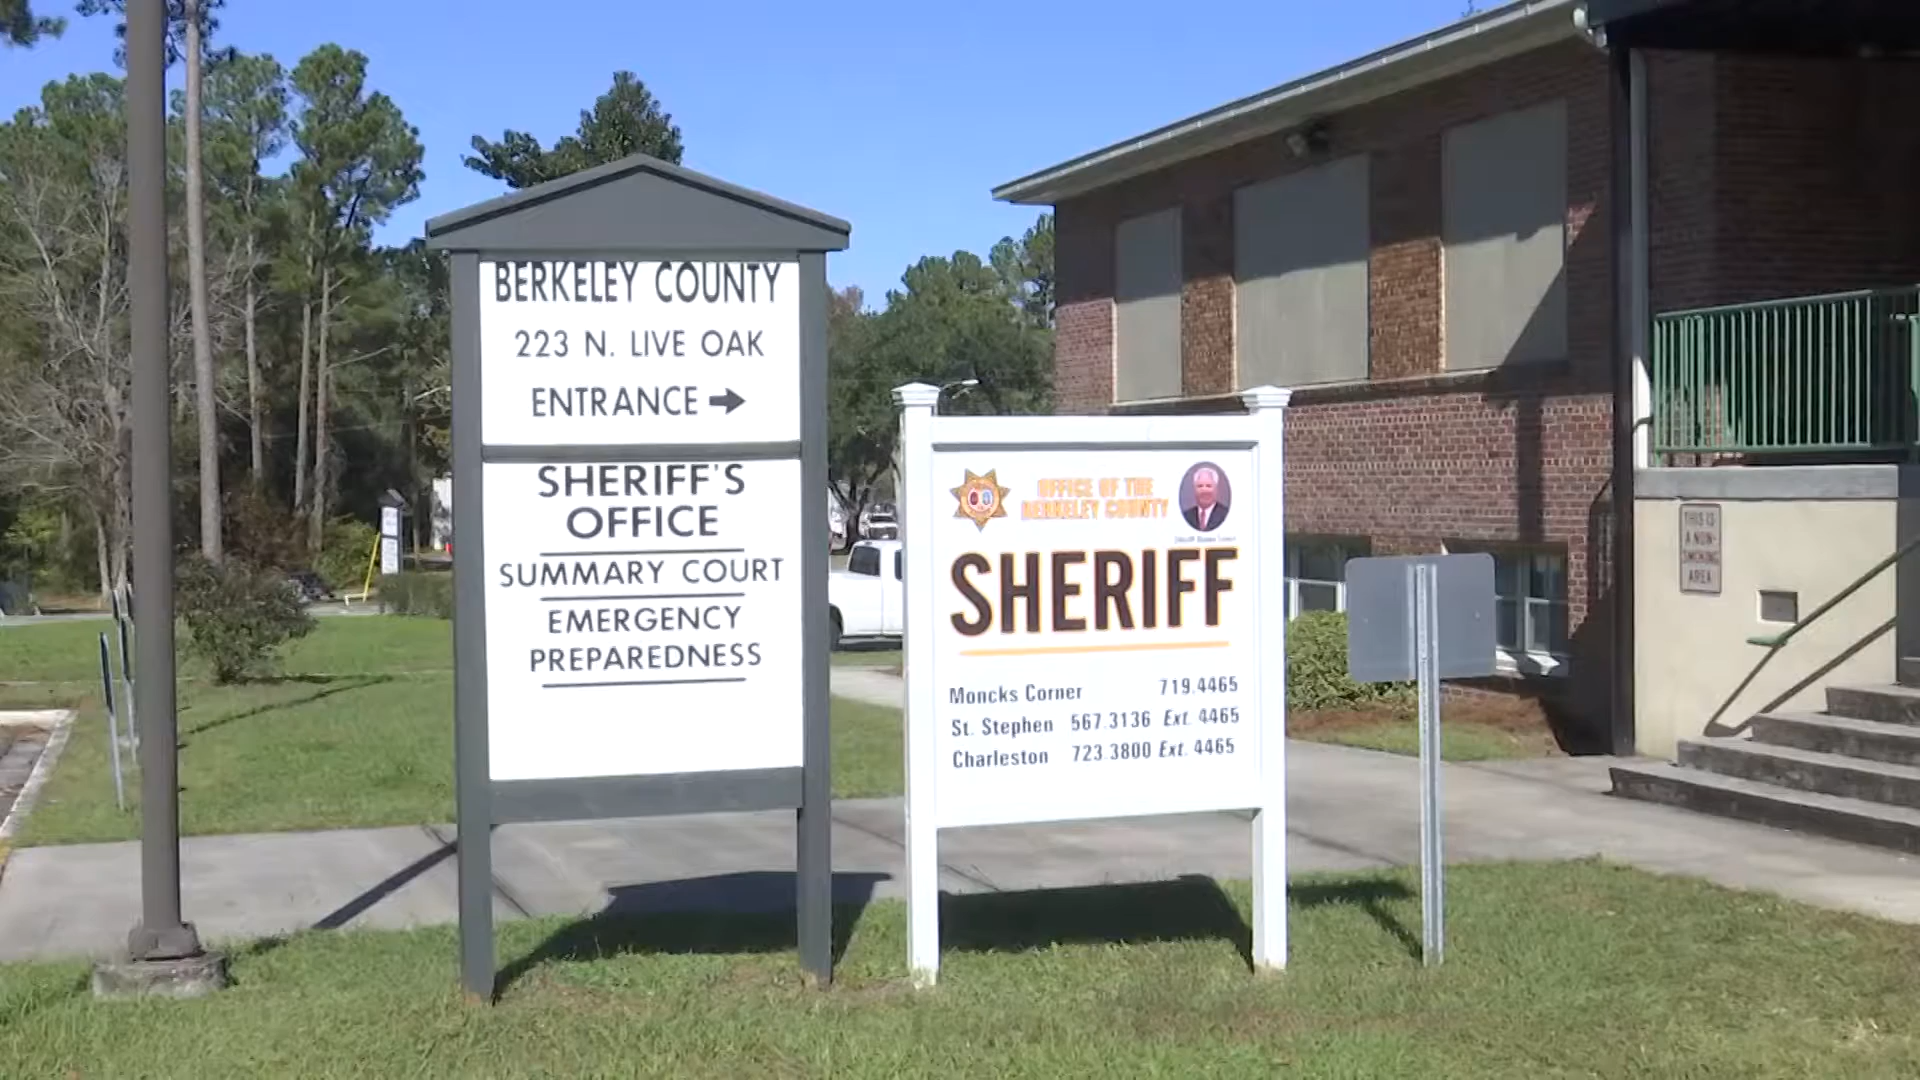 BERKELEY COUNTY
223 N. LIVE OAK
ENTRANCE →
SHERIFF'S
OFFICE
SUMMARY COURT
EMERGENCY
PREPAREDNESS
OFFICE OF THE
BERKELEY COUNTY
SHERIFF
Moncks Corner 719.4465
St. Stephen 567.3136 Ext. 4465
Charleston 723.3800 Ext. 4465
THIS IS
A NON-
SMOKING
AREA